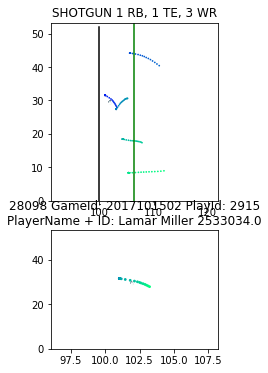 SHOTGUN 1 RB, 1 TE, 3 WR
50
40
30
20
10
0
100 110 120
28098 GameId: 2017101502 PlayId: 2915
PlayerName + ID: Lamar Miller 2533034.0
40
20
0
97.5 100.0 102.5 105.0 107.5